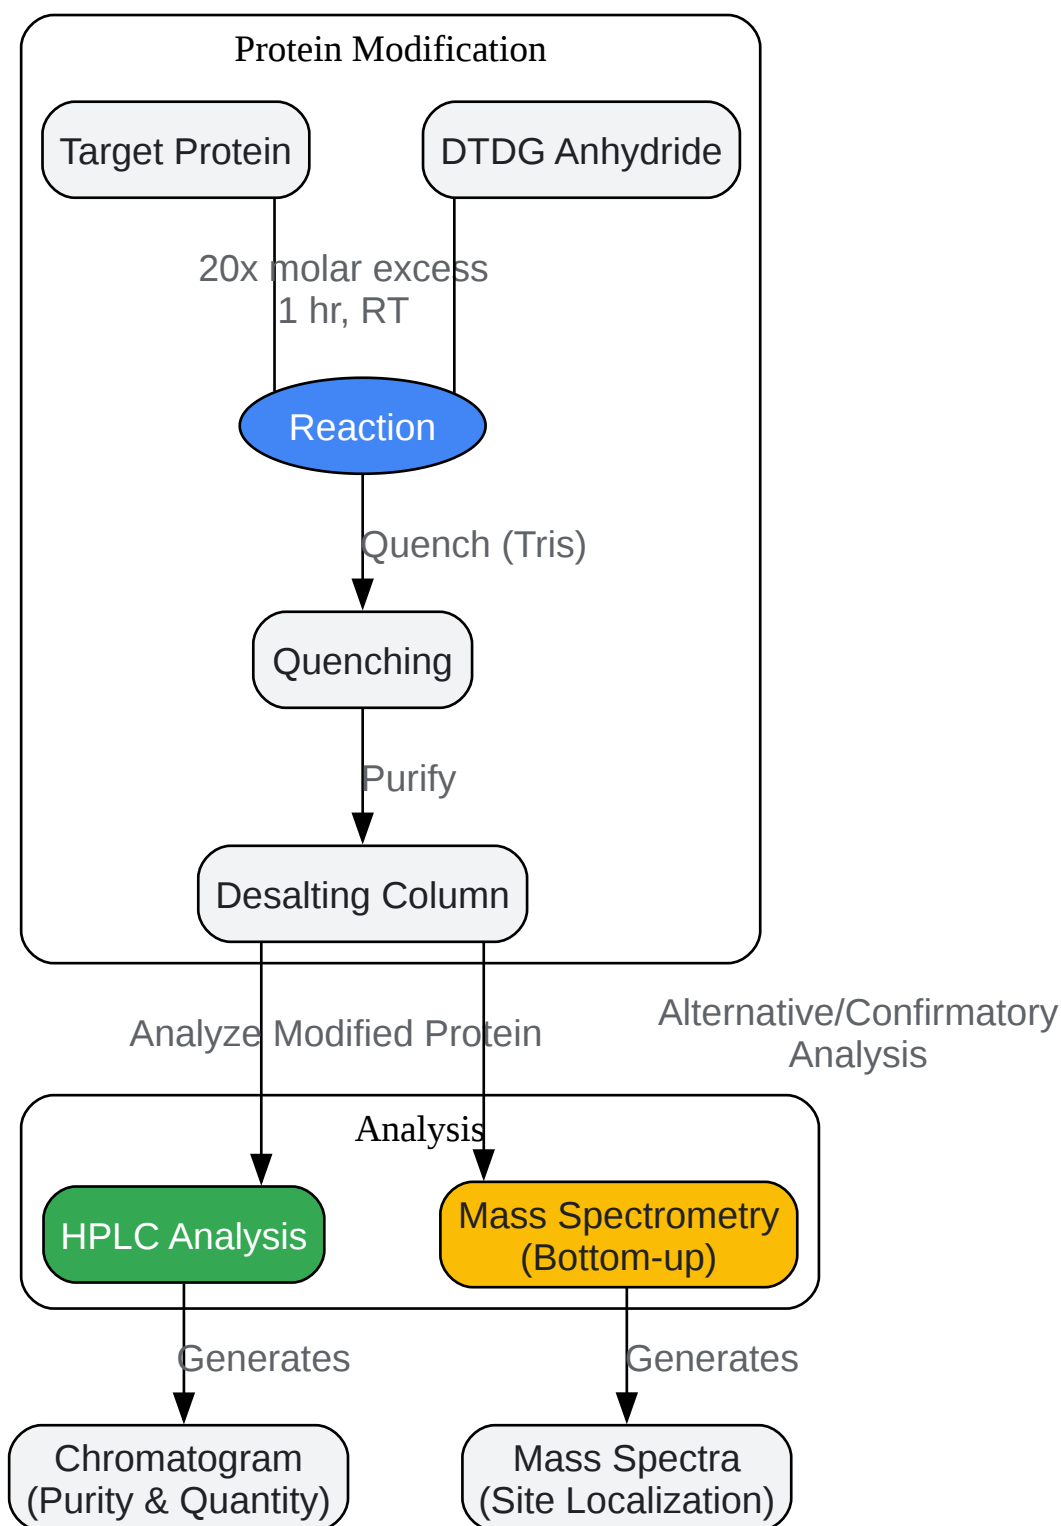 Protein Modification
Target Protein
DTDG Anhydride
20x molar excess
1 hr, RT
Reaction
Quench (Tris)
Quenching
Purify
Desalting Column
Analyze Modified Protein
Alternative/Confirmatory
Analysis
Analysis
HPLC Analysis
Mass Spectrometry
(Bottom-up)
Generates
Generates
Chromatogram
(Purity & Quantity)
Mass Spectra
(Site Localization)